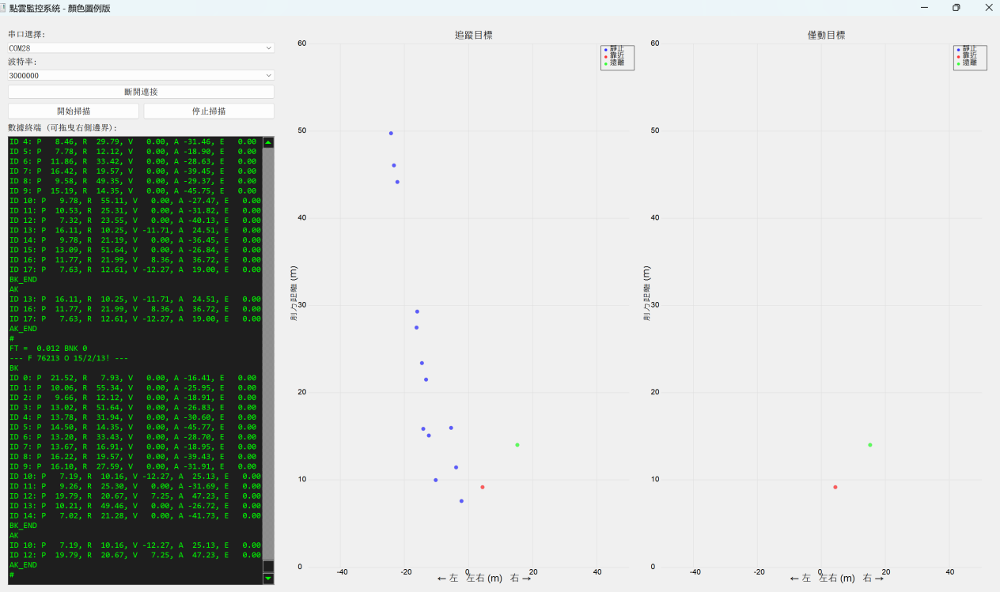 點雲監控系統 - 顏色圖例版
串口選擇:
COM28
波特率:
3000000
斷開連接
開始掃描
停止掃描
數據終端 (可拖曳右側邊界):
ID 4: P   8.46, R  29.79, V   0.00, A -31.46, E   0.00
ID 5: P   7.78, R  12.12, V   0.00, A -18.90, E   0.00
ID 6: P  11.86, R  33.42, V   0.00, A -28.63, E   0.00
ID 7: P  16.42, R  19.57, V   0.00, A -39.45, E   0.00
ID 8: P   9.58, R  49.35, V   0.00, A -29.37, E   0.00
ID 9: P  15.19, R  14.35, V   0.00, A -45.75, E   0.00
ID 10: P   9.78, R  55.11, V   0.00, A -27.47, E   0.00
ID 11: P  10.53, R  25.31, V   0.00, A -31.82, E   0.00
ID 12: P   7.32, R  23.55, V   0.00, A -40.13, E   0.00
ID 13: P  16.11, R  10.25, V -11.71, A  24.51, E   0.00
ID 14: P   9.78, R  21.19, V   0.00, A -36.45, E   0.00
ID 15: P  13.09, R  51.64, V   0.00, A -26.84, E   0.00
ID 16: P  11.77, R  21.99, V   8.36, A  36.72, E   0.00
ID 17: P   7.63, R  12.61, V -12.27, A  19.00, E   0.00
BK_END
AK
ID 13: P  16.11, R  10.25, V -11.71, A  24.51, E   0.00
ID 16: P  11.77, R  21.99, V   8.36, A  36.72, E   0.00
ID 17: P   7.63, R  12.61, V -12.27, A  19.00, E   0.00
AK_END
#
FT =  0.012 BNK 0
--- F 76213 O 15/2/13! ---
BK
ID 0: P  21.52, R   7.93, V   0.00, A -16.41, E   0.00
ID 1: P  10.06, R  55.34, V   0.00, A -25.95, E   0.00
ID 2: P   9.66, R  12.12, V   0.00, A -18.91, E   0.00
ID 3: P  13.02, R  51.64, V   0.00, A -26.83, E   0.00
ID 4: P  13.78, R  31.94, V   0.00, A -30.60, E   0.00
ID 5: P  14.50, R  14.35, V   0.00, A -45.77, E   0.00
ID 6: P  13.20, R  33.43, V   0.00, A -28.70, E   0.00
ID 7: P  13.67, R  16.91, V   0.00, A -18.95, E   0.00
ID 8: P  16.22, R  19.57, V   0.00, A -39.43, E   0.00
ID 9: P  16.10, R  27.59, V   0.00, A -31.91, E   0.00
ID 10: P   7.19, R  10.16, V -12.27, A  25.13, E   0.00
ID 11: P   9.26, R  25.30, V   0.00, A -31.69, E   0.00
ID 12: P  19.79, R  20.67, V   7.25, A  47.23, E   0.00
ID 13: P  10.21, R  49.46, V   0.00, A -26.72, E   0.00
ID 14: P   7.02, R  21.28, V   0.00, A -41.73, E   0.00
BK_END
AK
ID 10: P   7.19, R  10.16, V -12.27, A  25.13, E   0.00
ID 12: P  19.79, R  20.67, V   7.25, A  47.23, E   0.00
AK_END
#
追蹤目標
靜止
靠近
遠離
60
50
40
30
20
10
0
前方距離 (m)
-40 -20 0 20 40
← 左 左右 (m) 右 →
僅動目標
靜止
靠近
遠離
60
50
40
30
20
10
0
前方距離 (m)
-40 -20 0 20 40
← 左 左右 (m) 右 →